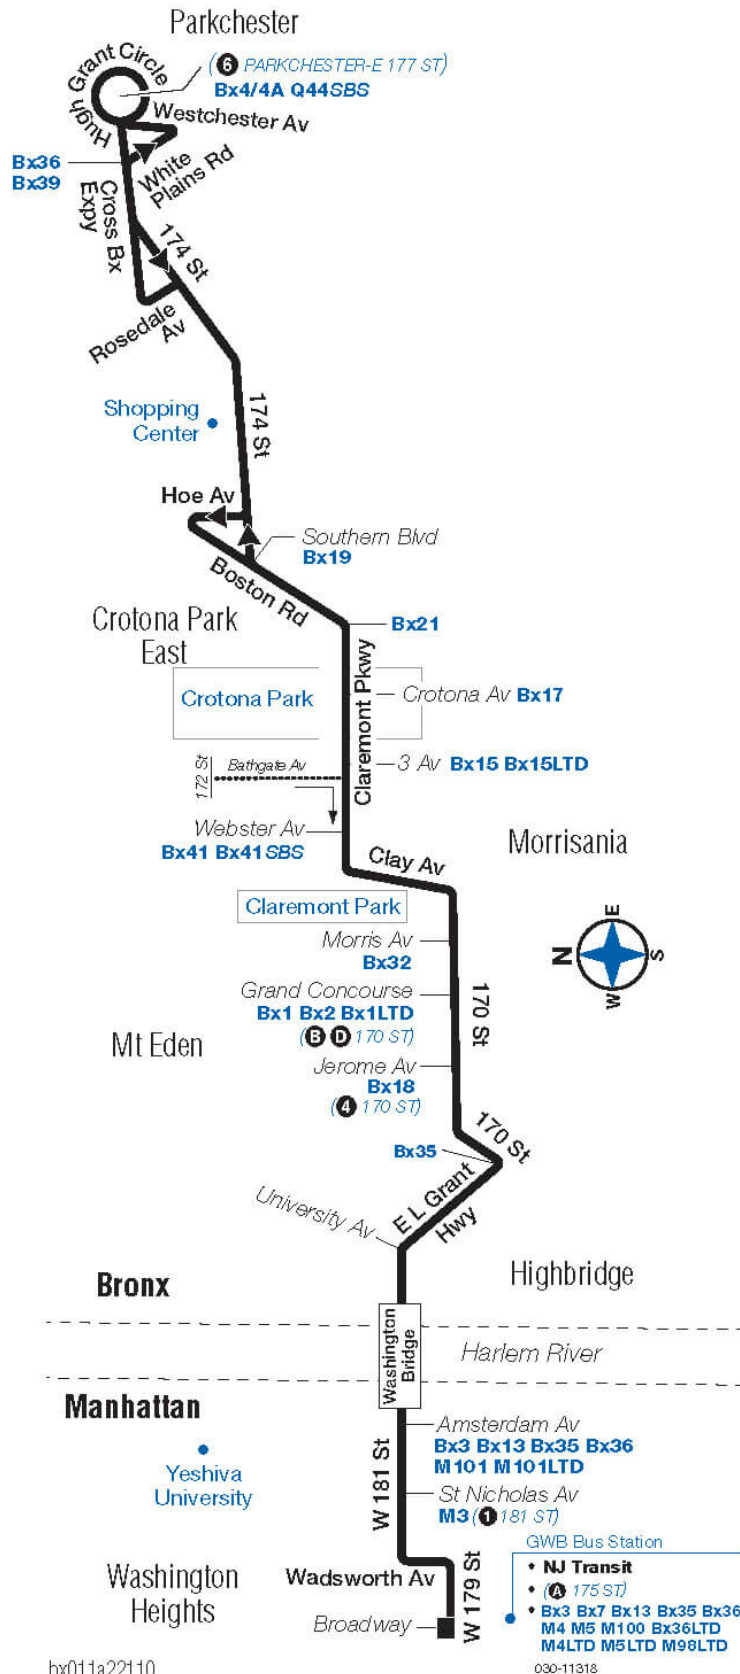 Parkchester
(6 PARKCHESTER-E 177 ST)
Bx4/4A Q44SBS
Hugh Grant Circle
Westchester Av
Bx36
Bx39
White
Plains Rd
Cross Bx
Expy
174 St
Rosedale
Av
Shopping
Center
174 St
Hoe Av
Southern Blvd
Bx19
Boston Rd
Crotona Park
East
Bx21
Claremont Pkwy
Crotona Park
Crotona Av Bx17
172 St
Bathgate Av
3 Av Bx15 Bx15LTD
Webster Av
Bx41 Bx41SBS
Clay Av
Morrisania
Claremont Park
N
E
S
W
Morris Av
Bx32
Grand Concourse
Bx1 Bx2 Bx1LTD
(B D 170 ST)
170 St
Mt Eden
Jerome Av
Bx18
(4 170 ST)
170 St
Bx35
E L Grant
Hwy
University Av
Highbridge
Bronx
Washington
Bridge
Harlem River
Manhattan
Amsterdam Av
Bx3 Bx13 Bx35 Bx36
M101 M101LTD
W 181 St
Yeshiva
University
St Nicholas Av
M3 (1 181 ST)
GWB Bus Station
• NJ Transit
• (A 175 ST)
• Bx3 Bx7 Bx13 Bx35 Bx36
M4 M5 M100 Bx36LTD
M4LTD M5LTD M98LTD
Washington
Heights
Wadsworth Av
W 179 St
Broadway
bx011a22110
030-11318